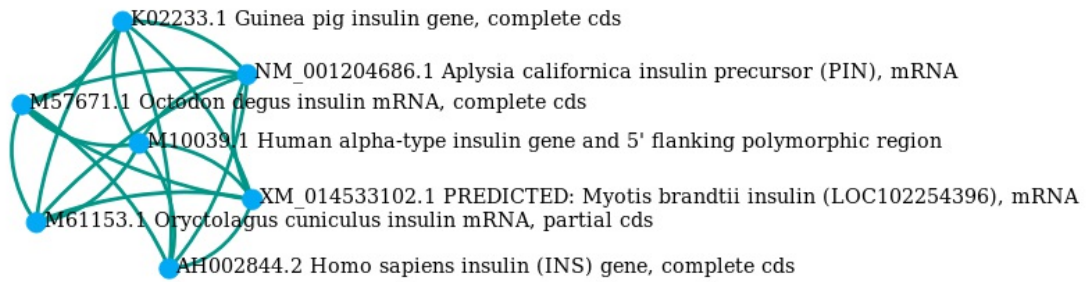 K02233.1 Guinea pig insulin gene, complete cds
NM_001204686.1 Aplysia californica insulin precursor (PIN), mRNA
M57671.1 Octodon degus insulin mRNA, complete cds
M10039.1 Human alpha-type insulin gene and 5' flanking polymorphic region
XM_014533102.1 PREDICTED: Myotis brandtii insulin (LOC102254396), mRNA
M61153.1 Oryctolagus cuniculus insulin mRNA, partial cds
AH002844.2 Homo sapiens insulin (INS) gene, complete cds